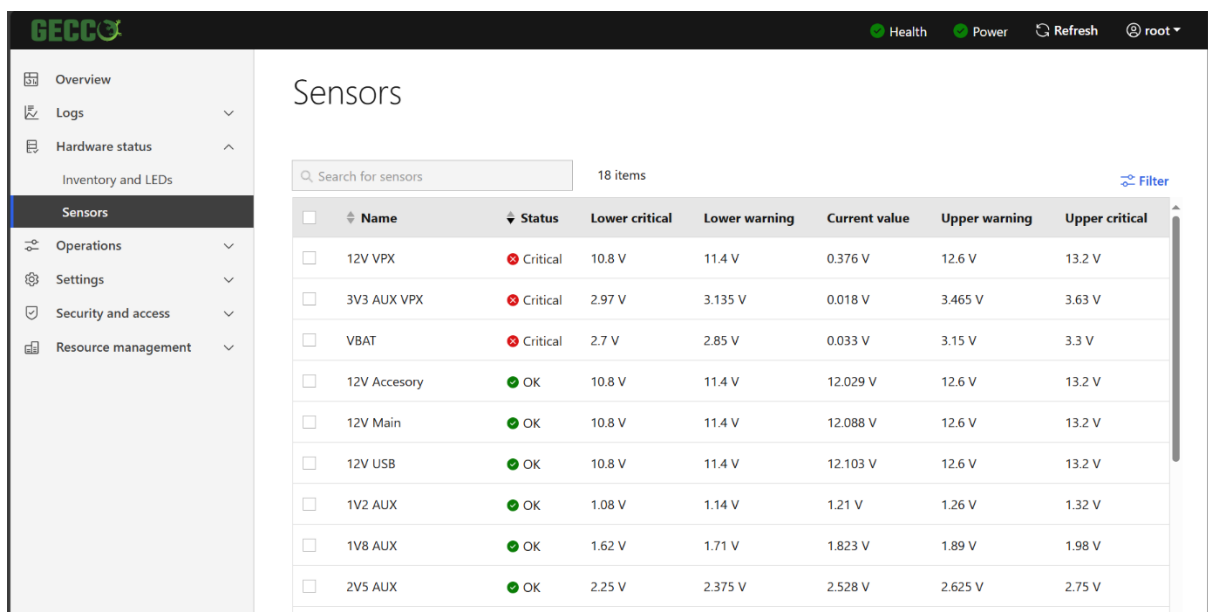 GECCO
Health Power Refresh root
Overview
Logs
Hardware status
Inventory and LEDs
Sensors
Operations
Settings
Security and access
Resource management
Sensors
Search for sensors 18 items Filter
Name Status Lower critical Lower warning Current value Upper warning Upper critical
12V VPX Critical 10.8 V 11.4 V 0.376 V 12.6 V 13.2 V
3V3 AUX VPX Critical 2.97 V 3.135 V 0.018 V 3.465 V 3.63 V
VBAT Critical 2.7 V 2.85 V 0.033 V 3.15 V 3.3 V
12V Accesory OK 10.8 V 11.4 V 12.029 V 12.6 V 13.2 V
12V Main OK 10.8 V 11.4 V 12.088 V 12.6 V 13.2 V
12V USB OK 10.8 V 11.4 V 12.103 V 12.6 V 13.2 V
1V2 AUX OK 1.08 V 1.14 V 1.21 V 1.26 V 1.32 V
1V8 AUX OK 1.62 V 1.71 V 1.823 V 1.89 V 1.98 V
2V5 AUX OK 2.25 V 2.375 V 2.528 V 2.625 V 2.75 V